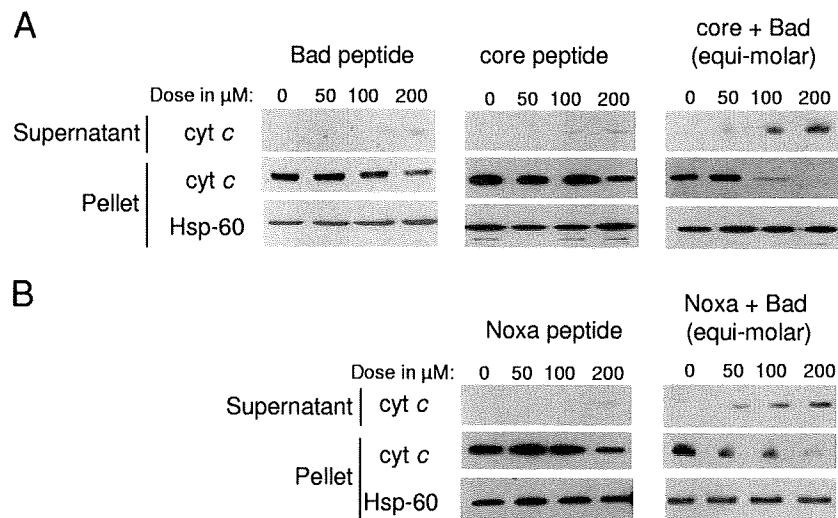 A
Bad peptide
core peptide
core + Bad
(equi-molar)
Dose in µM: 0 50 100 200 0 50 100 200 0 50 100 200
Supernatant cyt c
Pellet cyt c
Hsp-60
B
Noxa peptide
Noxa + Bad
(equi-molar)
Dose in µM: 0 50 100 200 0 50 100 200
Supernatant cyt c
Pellet cyt c
Hsp-60